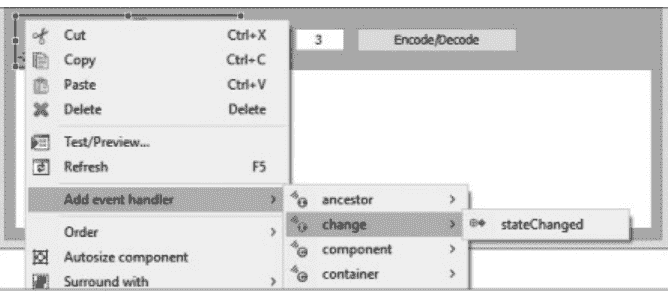 Cut Ctrl+X
3 Encode/Decode
Copy Ctrl+C
Paste Ctrl+V
Delete Delete
Test/Preview...
Refresh F5
Add event handler > ancestor >
change > stateChanged
Order > component >
Autosize component
container >
Surround with >